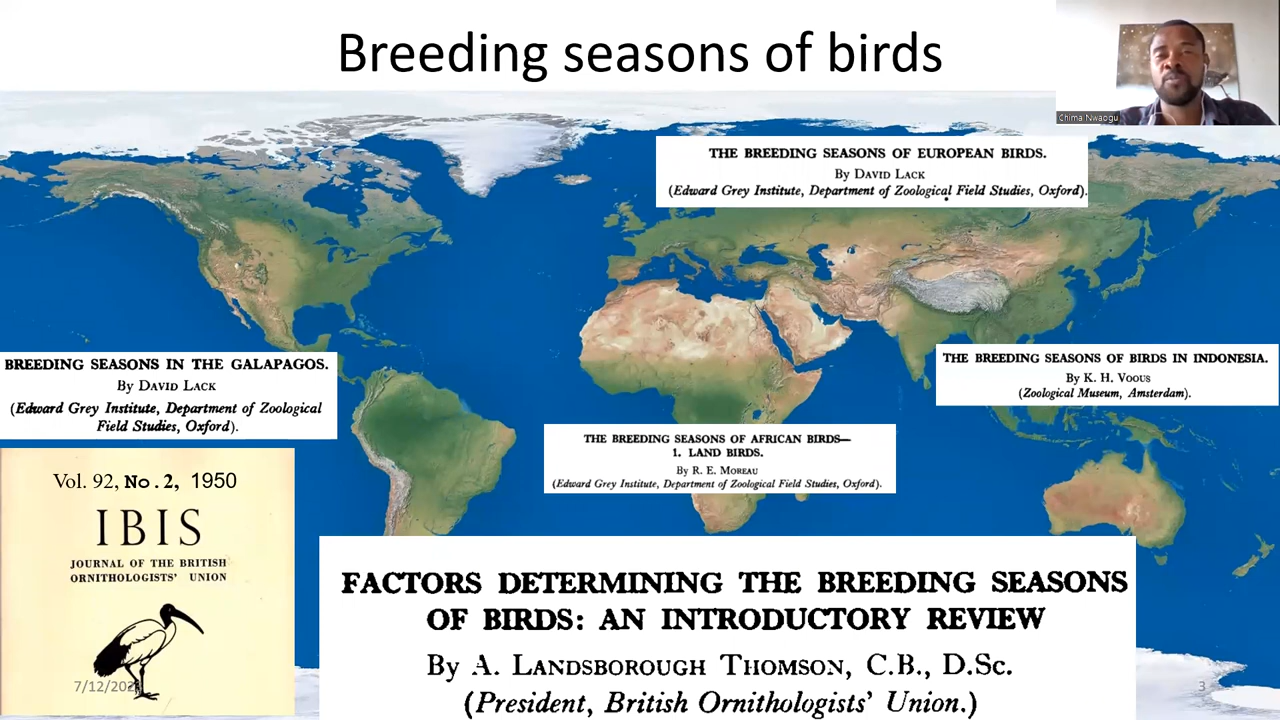 Breeding seasons of birds
Chima Nwaogu
THE BREEDING SEASONS OF EUROPEAN BIRDS.
By DAVID LACK
(Edward Grey Institute, Department of Zoological Field Studies, Oxford).
BREEDING SEASONS IN THE GALAPAGOS.
By DAVID LACK
(Edward Grey Institute, Department of Zoological
Field Studies, Oxford).
THE BREEDING SEASONS OF BIRDS IN INDONESIA.
By K. H. VOOUS
(Zoological Museum, Amsterdam).
THE BREEDING SEASONS OF AFRICAN BIRDS—
1. LAND BIRDS.
By R. E. MOREAU
(Edward Grey Institute, Department of Zoological Field Studies, Oxford).
Vol. 92, No. 2, 1950
IBIS
JOURNAL OF THE BRITISH
ORNITHOLOGISTS' UNION
FACTORS DETERMINING THE BREEDING SEASONS
OF BIRDS: AN INTRODUCTORY REVIEW
By A. LANDSBOROUGH THOMSON, C.B., D.Sc.
(President, British Ornithologists' Union.)
3